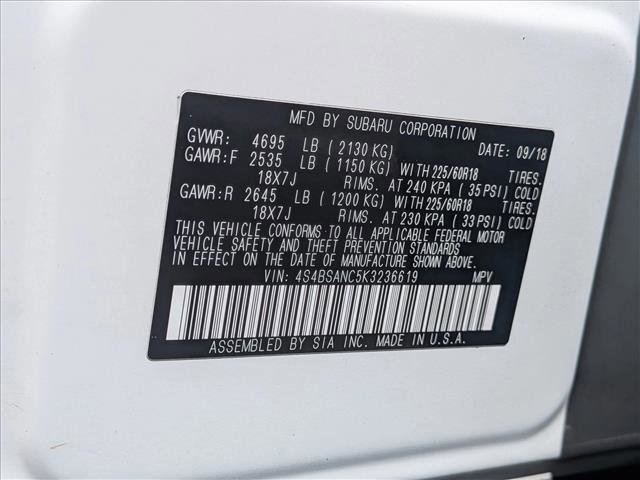 MFD BY SUBARU CORPORATION
GVWR: 4695 LB ( 2130 KG) DATE: 09/18
GAWR:F 2535 LB ( 1150 KG) WITH 225/60R18 TIRES.
18X7J RIMS. AT 240 KPA ( 35 PSI) COLD
GAWR:R 2645 LB ( 1200 KG) WITH 225/60R18 TIRES.
18X7J RIMS. AT 230 KPA ( 33 PSI) COLD
THIS VEHICLE CONFORMS TO ALL APPLICABLE FEDERAL MOTOR
VEHICLE SAFETY AND THEFT PREVENTION STANDARDS
IN EFFECT ON DATE OF MANUFACTURE SHOWN ABOVE.
VIN: 4S4BSANC5K3236619 MPV
ASSEMBLED BY SIA INC. MADE IN U.S.A.